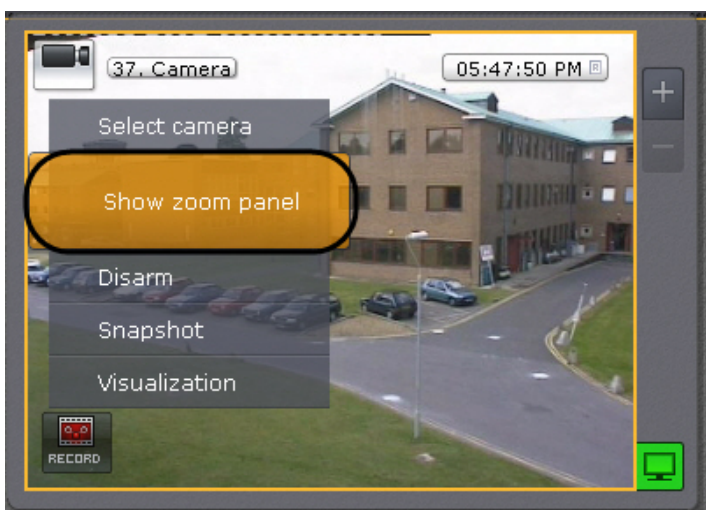 37. Camera
05:47:50 PM R
Select camera
Show zoom panel
Disarm
Snapshot
Visualization
RECORD